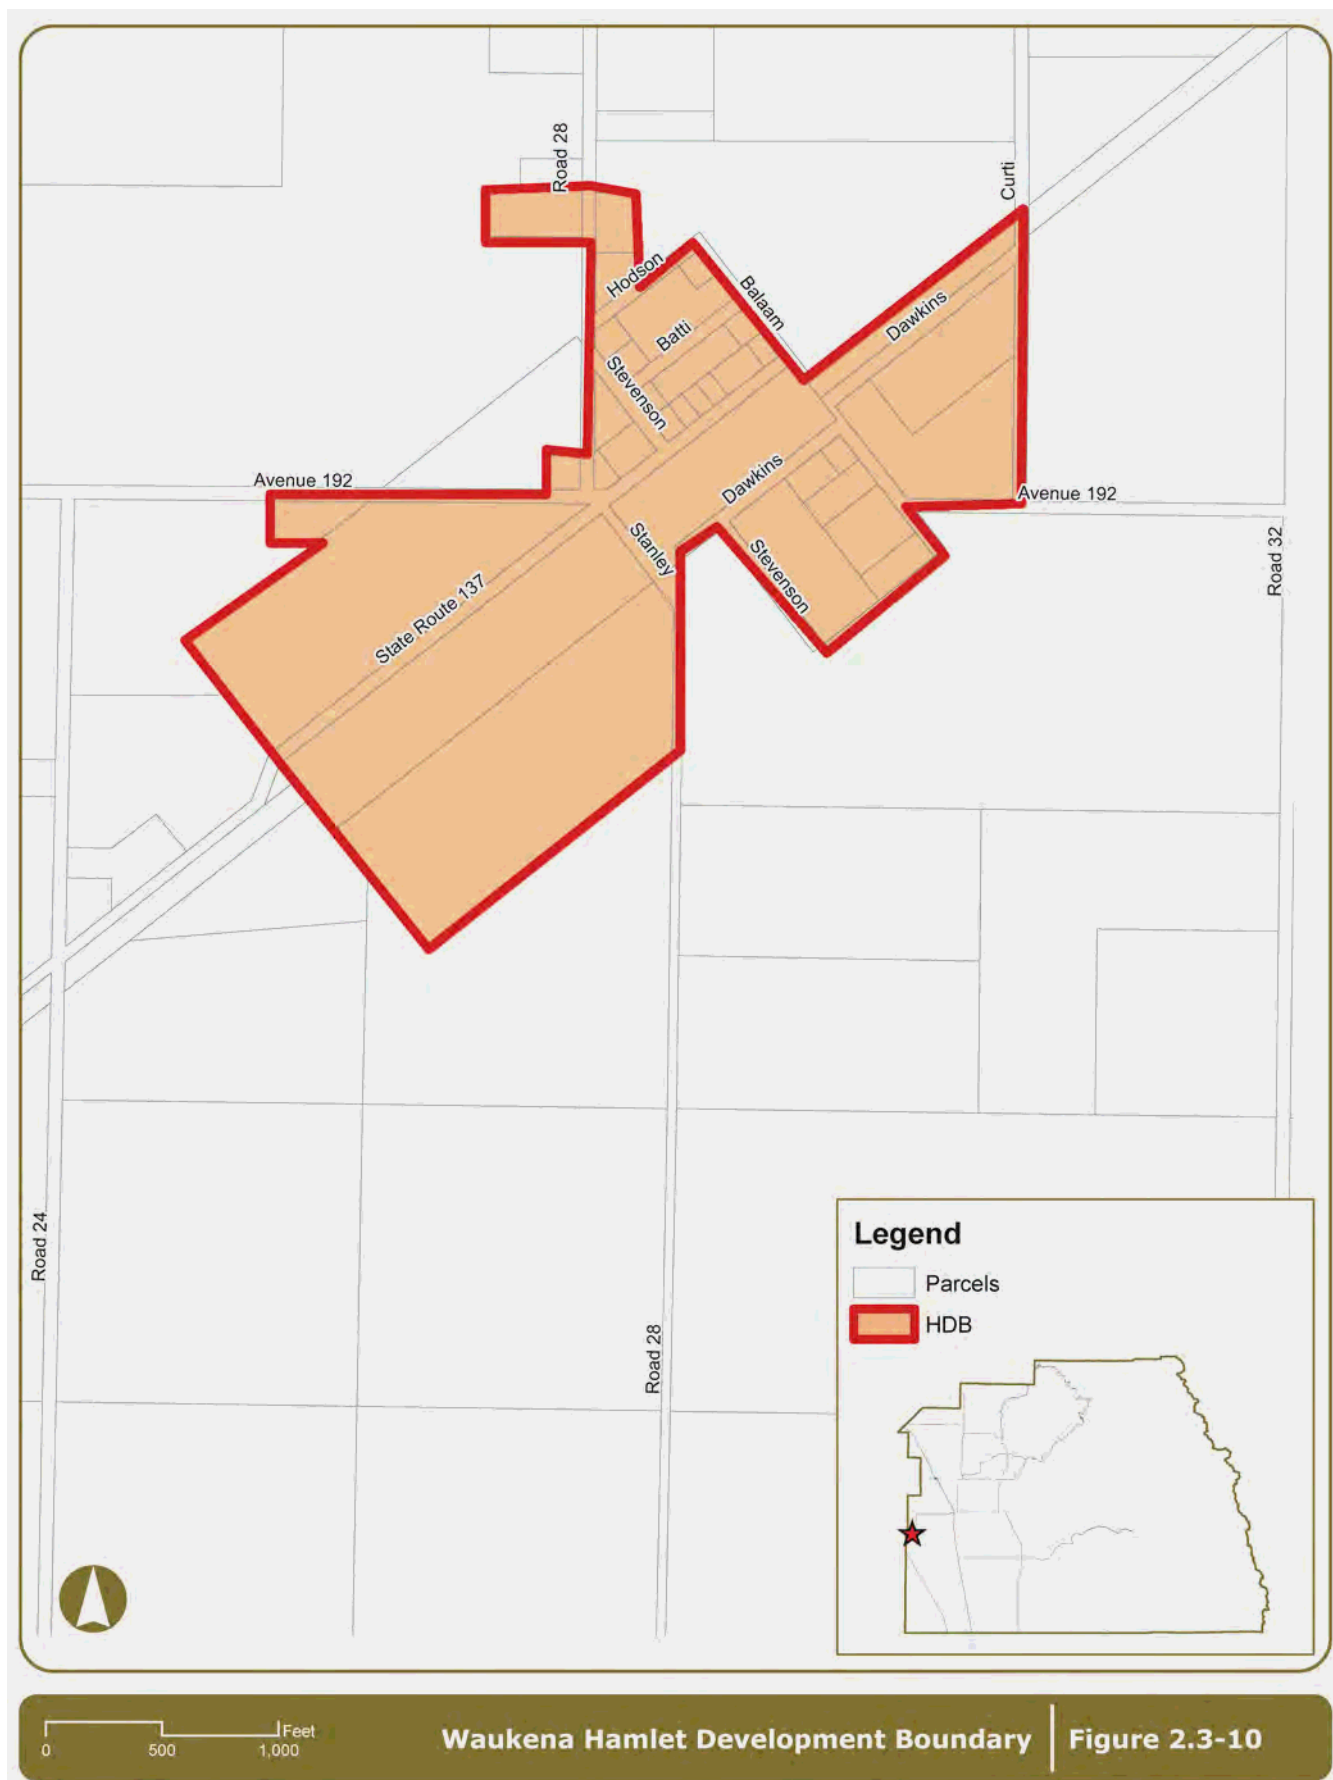 Road 28
Curti
Hodson
Balaam
Dawkins
Batti
Stevenson
Avenue 192
Dawkins
Avenue 192
Stanley
Stevenson
Road 32
State Route 137
Road 24
Road 28
Legend
Parcels
HDB
Feet
0 500 1,000
Waukena Hamlet Development Boundary
Figure 2.3-10